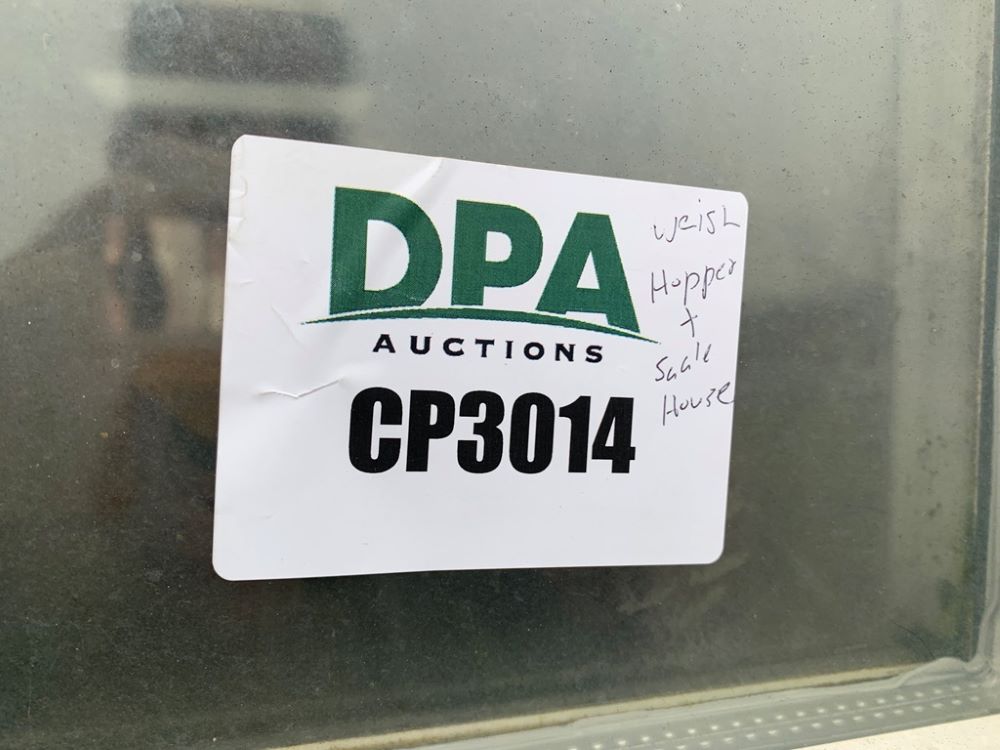 DPA
AUCTIONS
CP3014
Weigh
Hopper
+
Scale
House